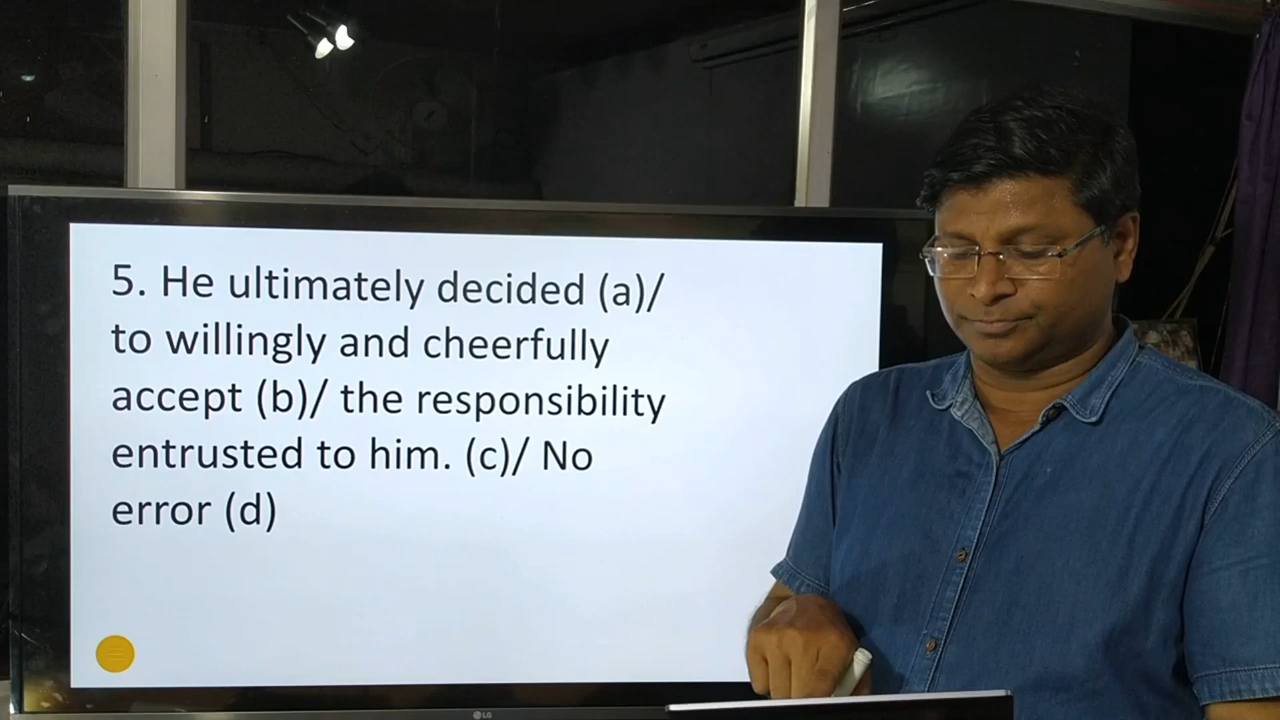 5. He ultimately decided (a)/
to willingly and cheerfully
accept (b)/ the responsibility
entrusted to him. (c)/ No
error (d)
LG